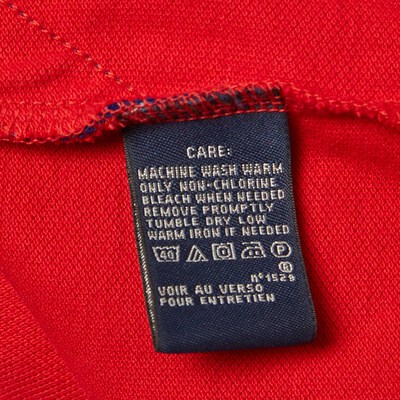 CARE:
MACHINE WASH WARM
ONLY NON-CHLORINE
BLEACH WHEN NEEDED
REMOVE PROMPTLY
TUMBLE DRY LOW
WARM IRON IF NEEDED
40 P
R
nº1529
VOIR AU VERSO
POUR ENTRETIEN